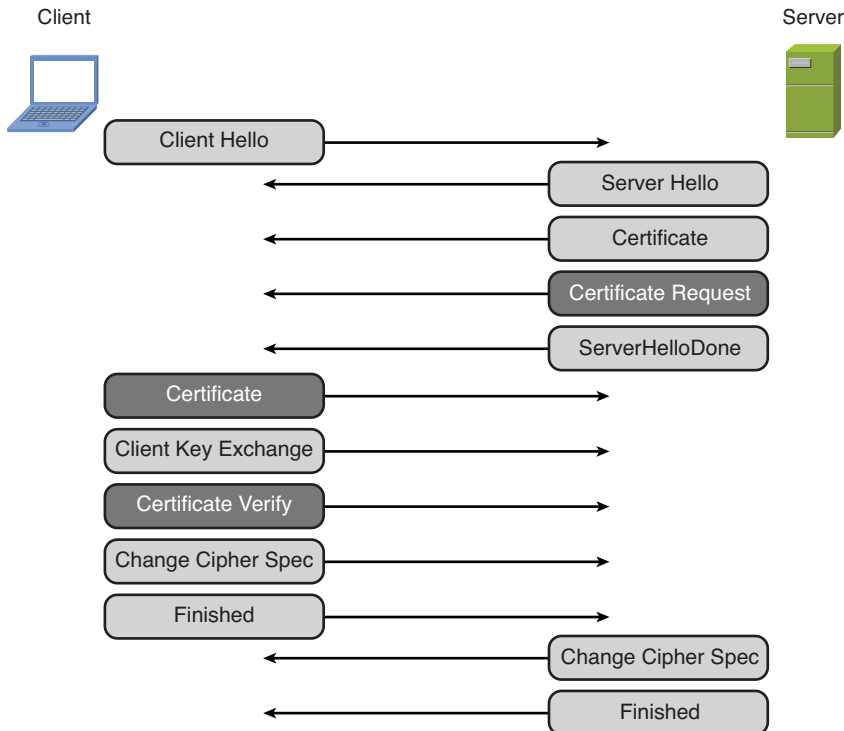 Client
Server
Client Hello
Server Hello
Certificate
Certificate Request
ServerHelloDone
Certificate
Client Key Exchange
Certificate Verify
Change Cipher Spec
Finished
Change Cipher Spec
Finished